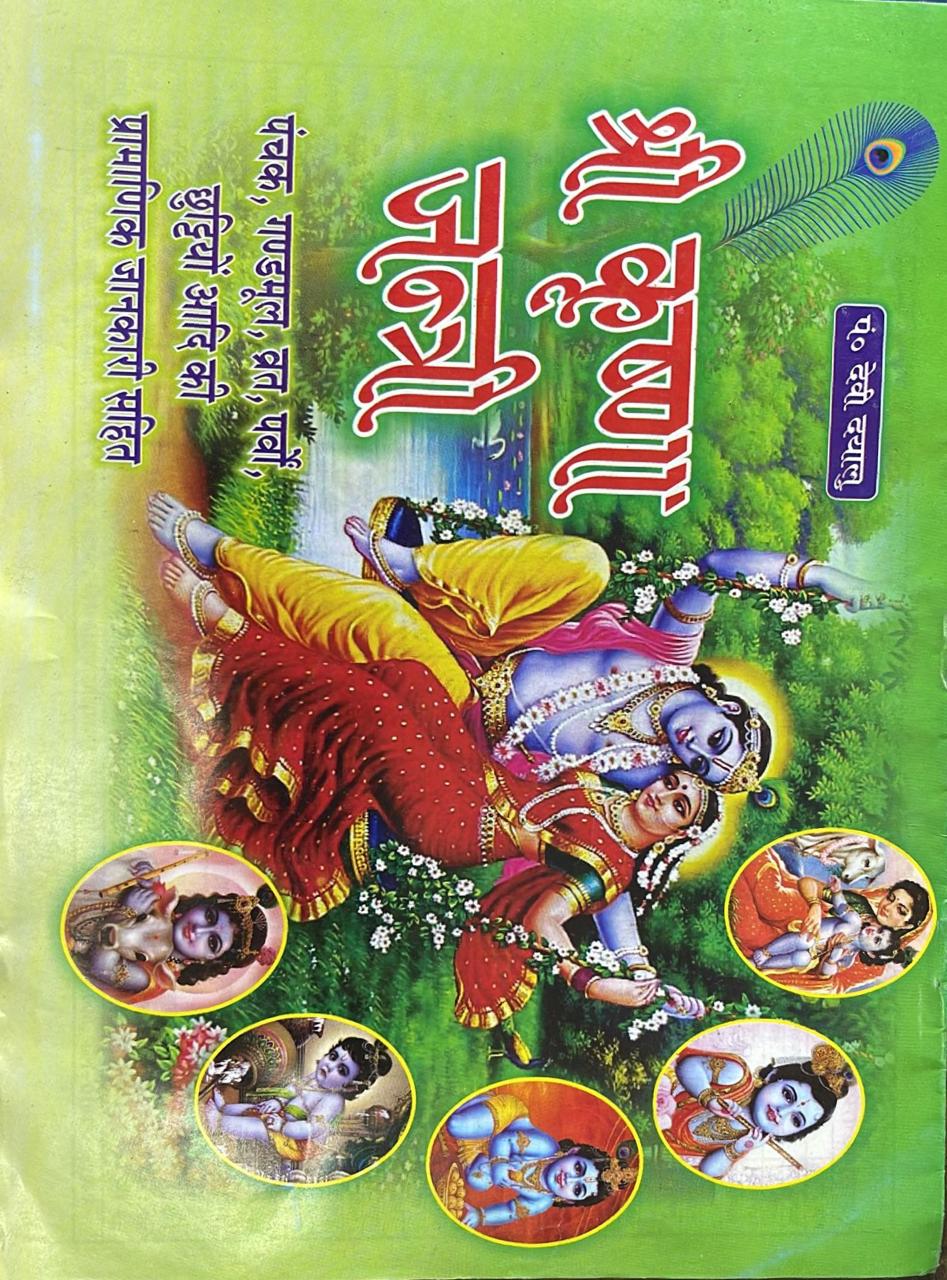 पं० देवी दयालु
श्री कृष्णा
जन्त्री
पंचक, गण्डमूल, व्रत, पर्वों,
छुट्टियों आदि की
प्रामाणिक जानकारी सहित